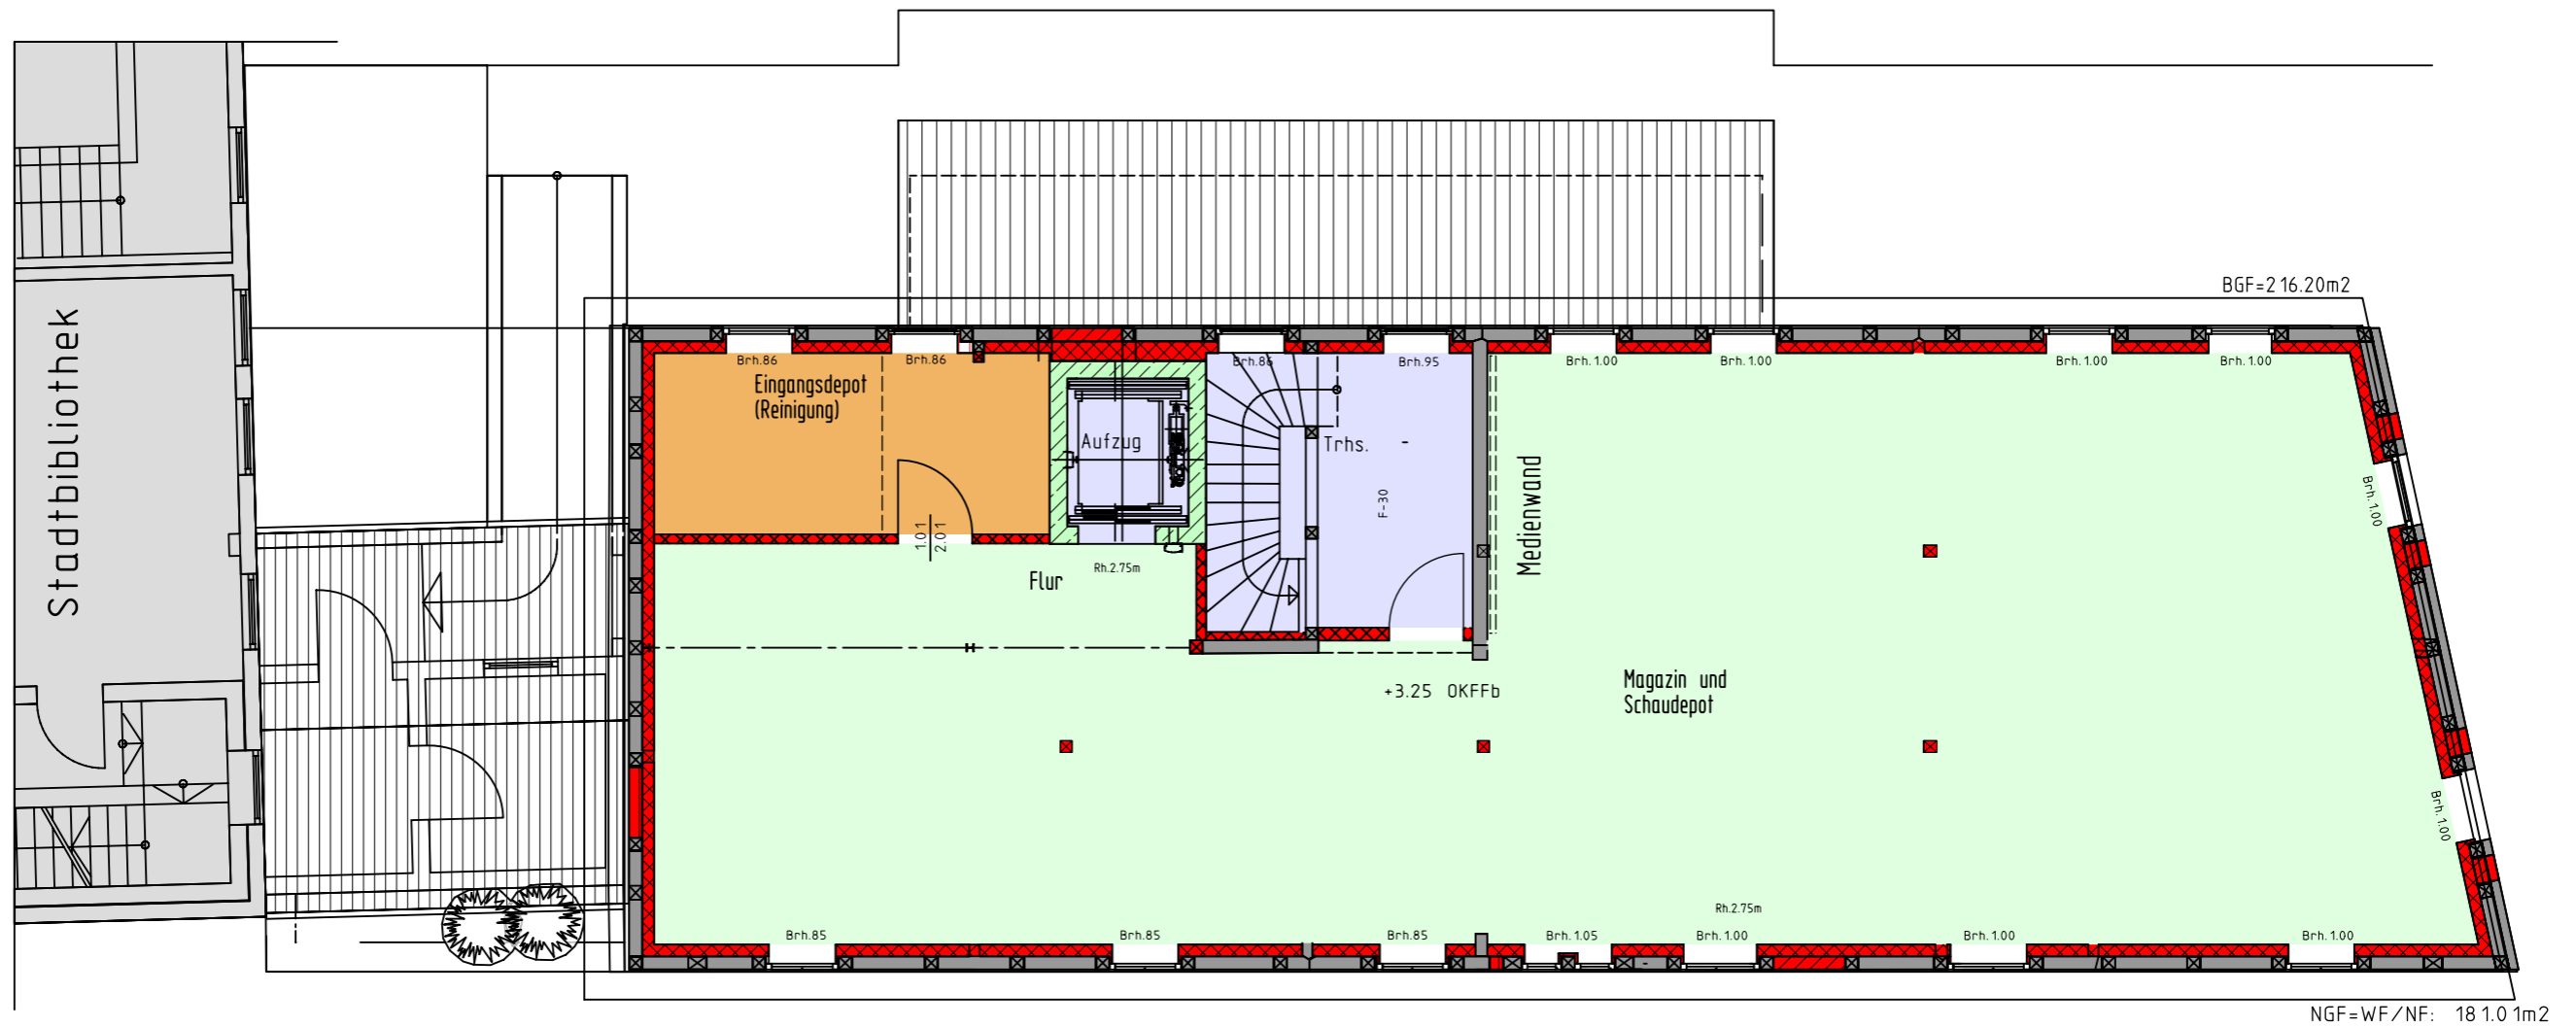 BGF=216.20m2
Stadtbibliothek
Brh.86
Brh.86
Brh.86
Brh.95
Brh. 1.00
Brh. 1.00
Brh. 1.00
Brh. 1.00
Eingangsdepot
(Reinigung)
Aufzug
Trhs. -
F-30
Medienwand
Brh. 1.00
1.01
2.01
Rh.2.75m
Flur
+3.25 OKFFb
Magazin und
Schaudepot
Brh. 1.00
Rh.2.75m
Brh.85
Brh.85
Brh.85
Brh. 1.05
Brh. 1.00
Brh. 1.00
Brh. 1.00
NGF=WF/NF: 181.01m2